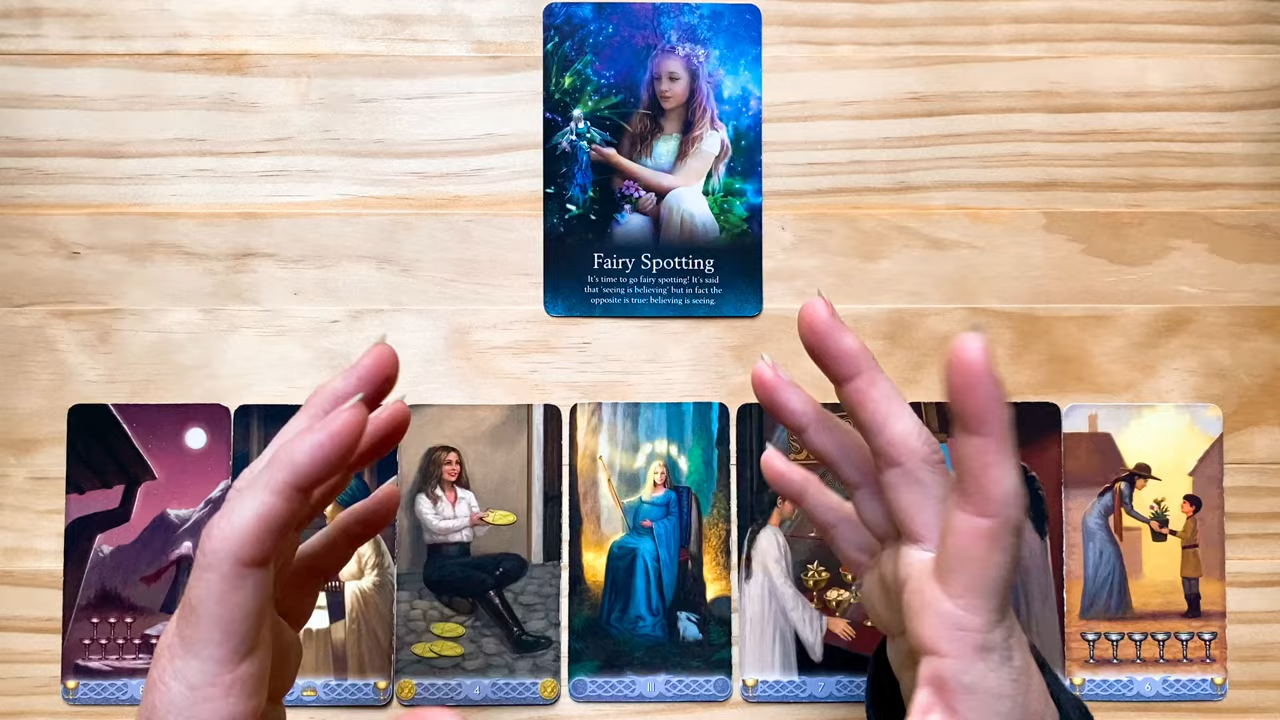 Fairy Spotting
It's time to go fairy spotting! It's said
that 'seeing is believing' but in fact the
opposite is true: believing is seeing.
4
III
7
6